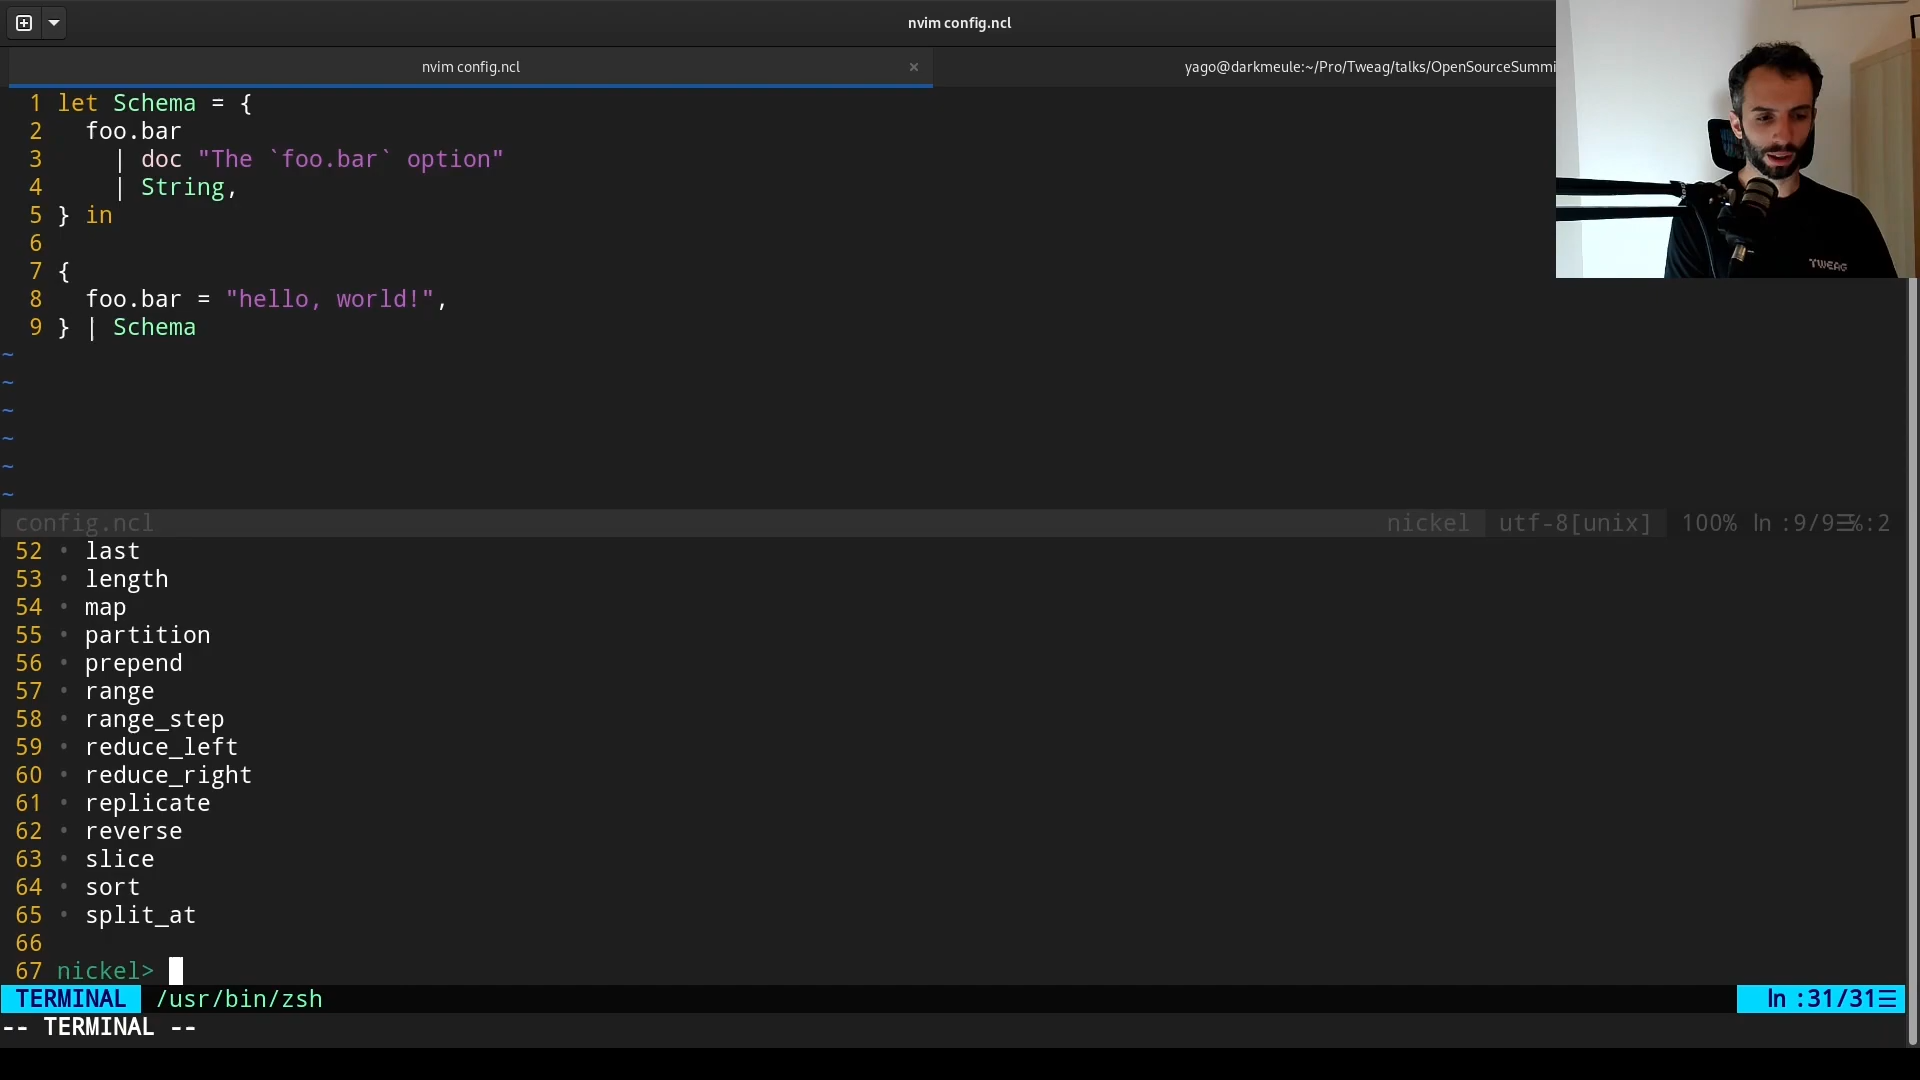 nvim config.ncl
nvim config.ncl ×
yago@darkmeule:~/Pro/Tweag/talks/OpenSourceSummi
1 let Schema = {
2 foo.bar
3 | doc "The `foo.bar` option"
4 | String,
5 } in
6
7 {
8 foo.bar = "hello, world!",
9 } | Schema
~
~
~
~
~
~
config.ncl nickel utf-8[unix] 100% ln :9/9☰%:2
52 • last
53 • length
54 • map
55 • partition
56 • prepend
57 • range
58 • range_step
59 • reduce_left
60 • reduce_right
61 • replicate
62 • reverse
63 • slice
64 • sort
65 • split_at
66
67 nickel>
TERMINAL /usr/bin/zsh ln :31/31☰
-- TERMINAL --
TWEAG